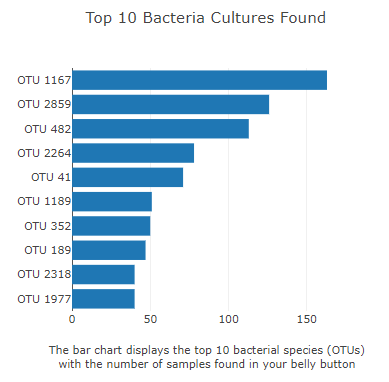 Top 10 Bacteria Cultures Found
OTU 1167
OTU 2859
OTU 482
OTU 2264
OTU 41
OTU 1189
OTU 352
OTU 189
OTU 2318
OTU 1977
0 50 100 150
The bar chart displays the top 10 bacterial species (OTUs)
with the number of samples found in your belly button